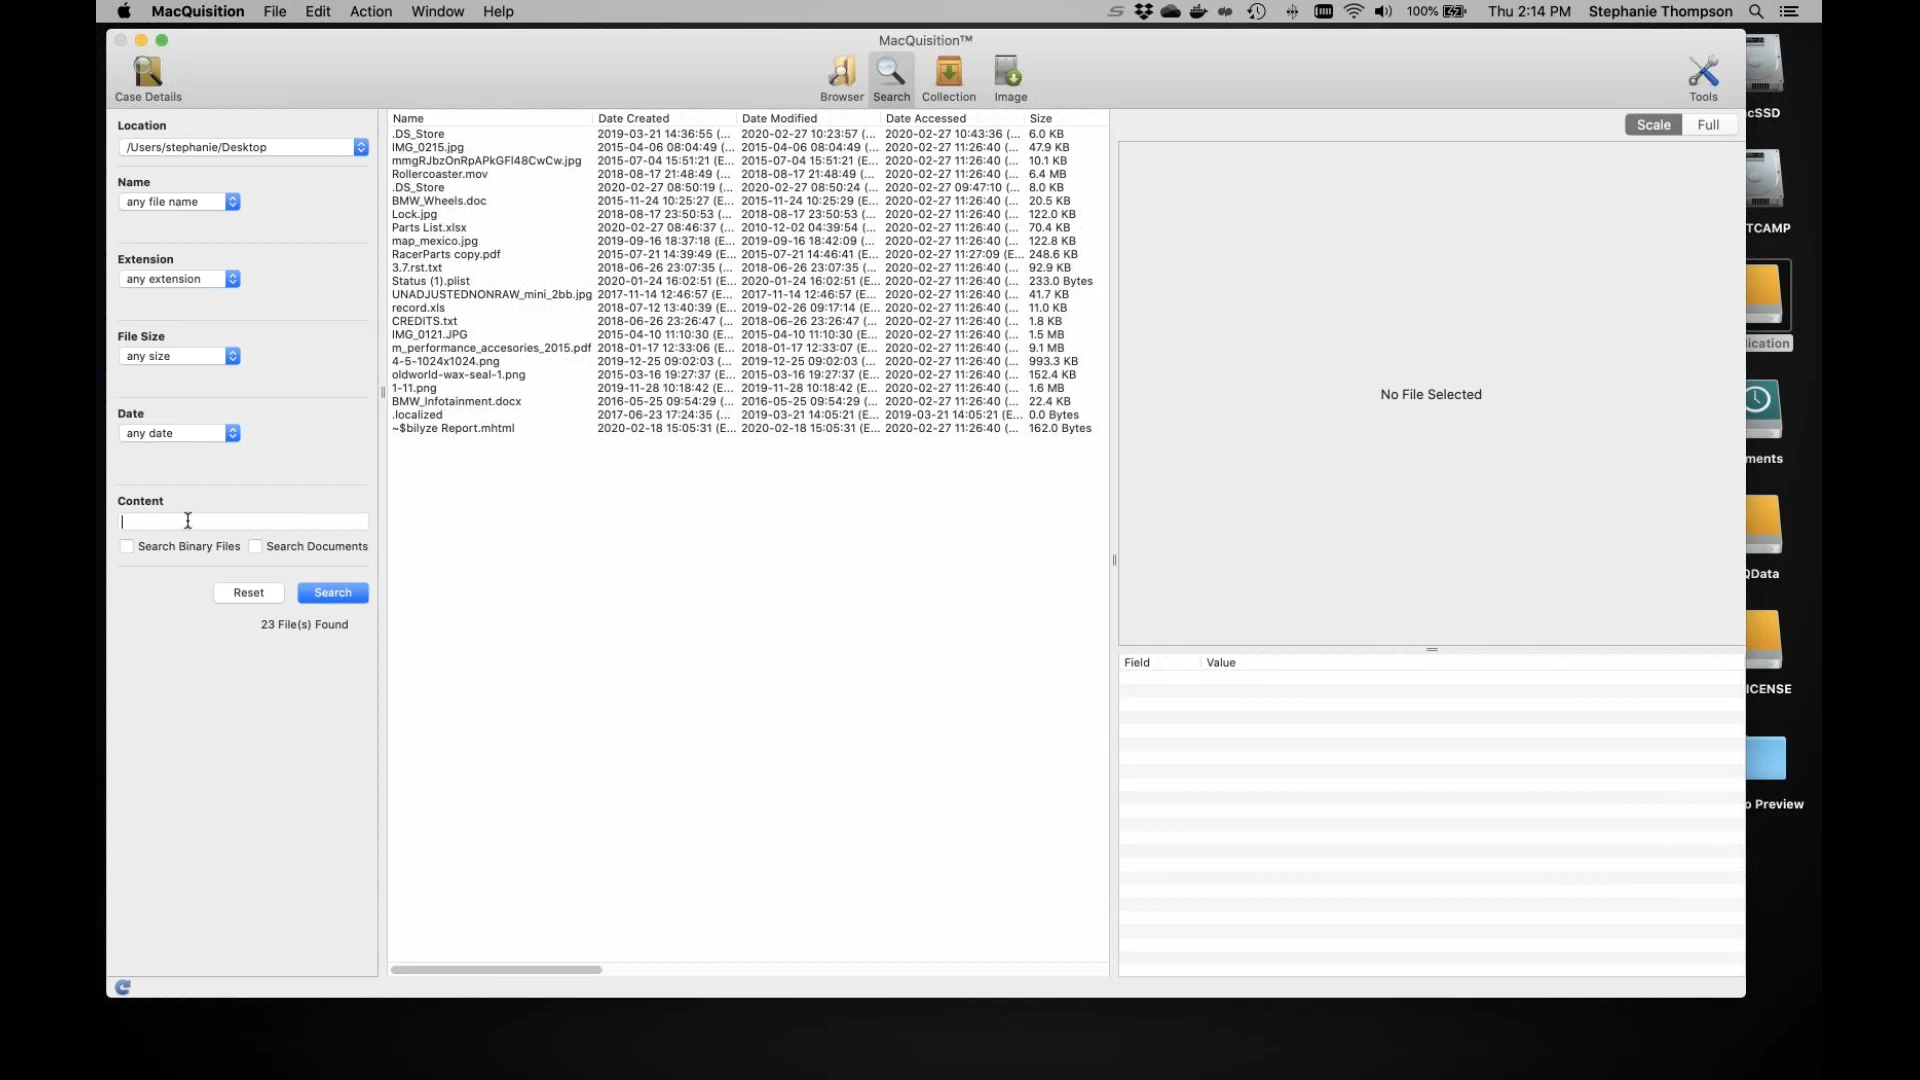 MacQuisition File Edit Action Window Help 100% Thu 2:14 PM Stephanie Thompson
MacQuisition™
Case Details Browser Search Collection Image Tools
Location
/Users/stephanie/Desktop
Name
any file name
Extension
any extension
File Size
any size
Date
any date
Content
Search Binary Files Search Documents
Reset Search
23 File(s) Found
Name Date Created Date Modified Date Accessed Size
.DS_Store 2019-03-21 14:36:55 (... 2020-02-27 10:23:57 (... 2020-02-27 10:43:36 (... 6.0 KB
IMG_0215.jpg 2015-04-06 08:04:49 (... 2015-04-06 08:04:49 (... 2020-02-27 11:26:40 (... 47.9 KB
mmgRJbzOnRpAPkGFl48CwCw.jpg 2015-07-04 15:51:21 (E... 2015-07-04 15:51:21 (E... 2020-02-27 11:26:40 (... 10.1 KB
Rollercoaster.mov 2018-08-17 21:48:49 (... 2018-08-17 21:48:49 (... 2020-02-27 11:26:40 (... 6.4 MB
.DS_Store 2020-02-27 08:50:19 (... 2020-02-27 08:50:24 (... 2020-02-27 09:47:10 (... 8.0 KB
BMW_Wheels.doc 2015-11-24 10:25:27 (E... 2015-11-24 10:25:29 (E... 2020-02-27 11:26:40 (... 20.5 KB
Lock.jpg 2018-08-17 23:50:53 (... 2018-08-17 23:50:53 (... 2020-02-27 11:26:40 (... 122.0 KB
Parts List.xlsx 2020-02-27 08:46:37 (... 2010-12-02 04:39:54 (... 2020-02-27 11:26:40 (... 70.4 KB
map_mexico.jpg 2019-09-16 18:37:18 (E... 2019-09-16 18:42:09 (... 2020-02-27 11:26:40 (... 122.8 KB
RacerParts copy.pdf 2015-07-21 14:39:49 (E... 2015-07-21 14:46:41 (E... 2020-02-27 11:27:09 (E... 248.6 KB
3.7.rst.txt 2018-06-26 23:07:35 (... 2018-06-26 23:07:35 (... 2020-02-27 11:26:40 (... 92.9 KB
Status (1).plist 2020-01-24 16:02:51 (E... 2020-01-24 16:02:51 (E... 2020-02-27 11:26:40 (... 233.0 Bytes
UNADJUSTEDNONRAW_mini_2bb.jpg 2017-11-14 12:46:57 (E... 2017-11-14 12:46:57 (E... 2020-02-27 11:26:40 (... 41.7 KB
record.xls 2018-07-12 13:40:39 (E... 2019-02-26 09:17:14 (E... 2020-02-27 11:26:40 (... 11.0 KB
CREDITS.txt 2018-06-26 23:26:47 (... 2018-06-26 23:26:47 (... 2020-02-27 11:26:40 (... 1.8 KB
IMG_0121.JPG 2015-04-10 11:10:30 (E... 2015-04-10 11:10:30 (E... 2020-02-27 11:26:40 (... 1.5 MB
m_performance_accesories_2015.pdf 2018-01-17 12:33:06 (E... 2018-01-17 12:33:07 (E... 2020-02-27 11:26:40 (... 9.1 MB
4-5-1024x1024.png 2019-12-25 09:02:03 (... 2019-12-25 09:02:03 (... 2020-02-27 11:26:40 (... 993.3 KB
oldworld-wax-seal-1.png 2015-03-16 19:27:37 (E... 2015-03-16 19:27:37 (E... 2020-02-27 11:26:40 (... 152.4 KB
1-11.png 2019-11-28 10:18:42 (E... 2019-11-28 10:18:42 (E... 2020-02-27 11:26:40 (... 1.6 MB
BMW_Infotainment.docx 2016-05-25 09:54:29 (... 2016-05-25 09:54:29 (... 2020-02-27 11:26:40 (... 22.4 KB
.localized 2017-06-23 17:24:35 (... 2019-03-21 14:05:21 (E... 2019-03-21 14:05:21 (E... 0.0 Bytes
~$bilyze Report.mhtml 2020-02-18 15:05:31 (E... 2020-02-18 15:05:31 (E... 2020-02-27 11:26:40 (... 162.0 Bytes
Scale Full
No File Selected
Field Value
cSSD
TCAMP
lication
ments
QData
ICENSE
o Preview